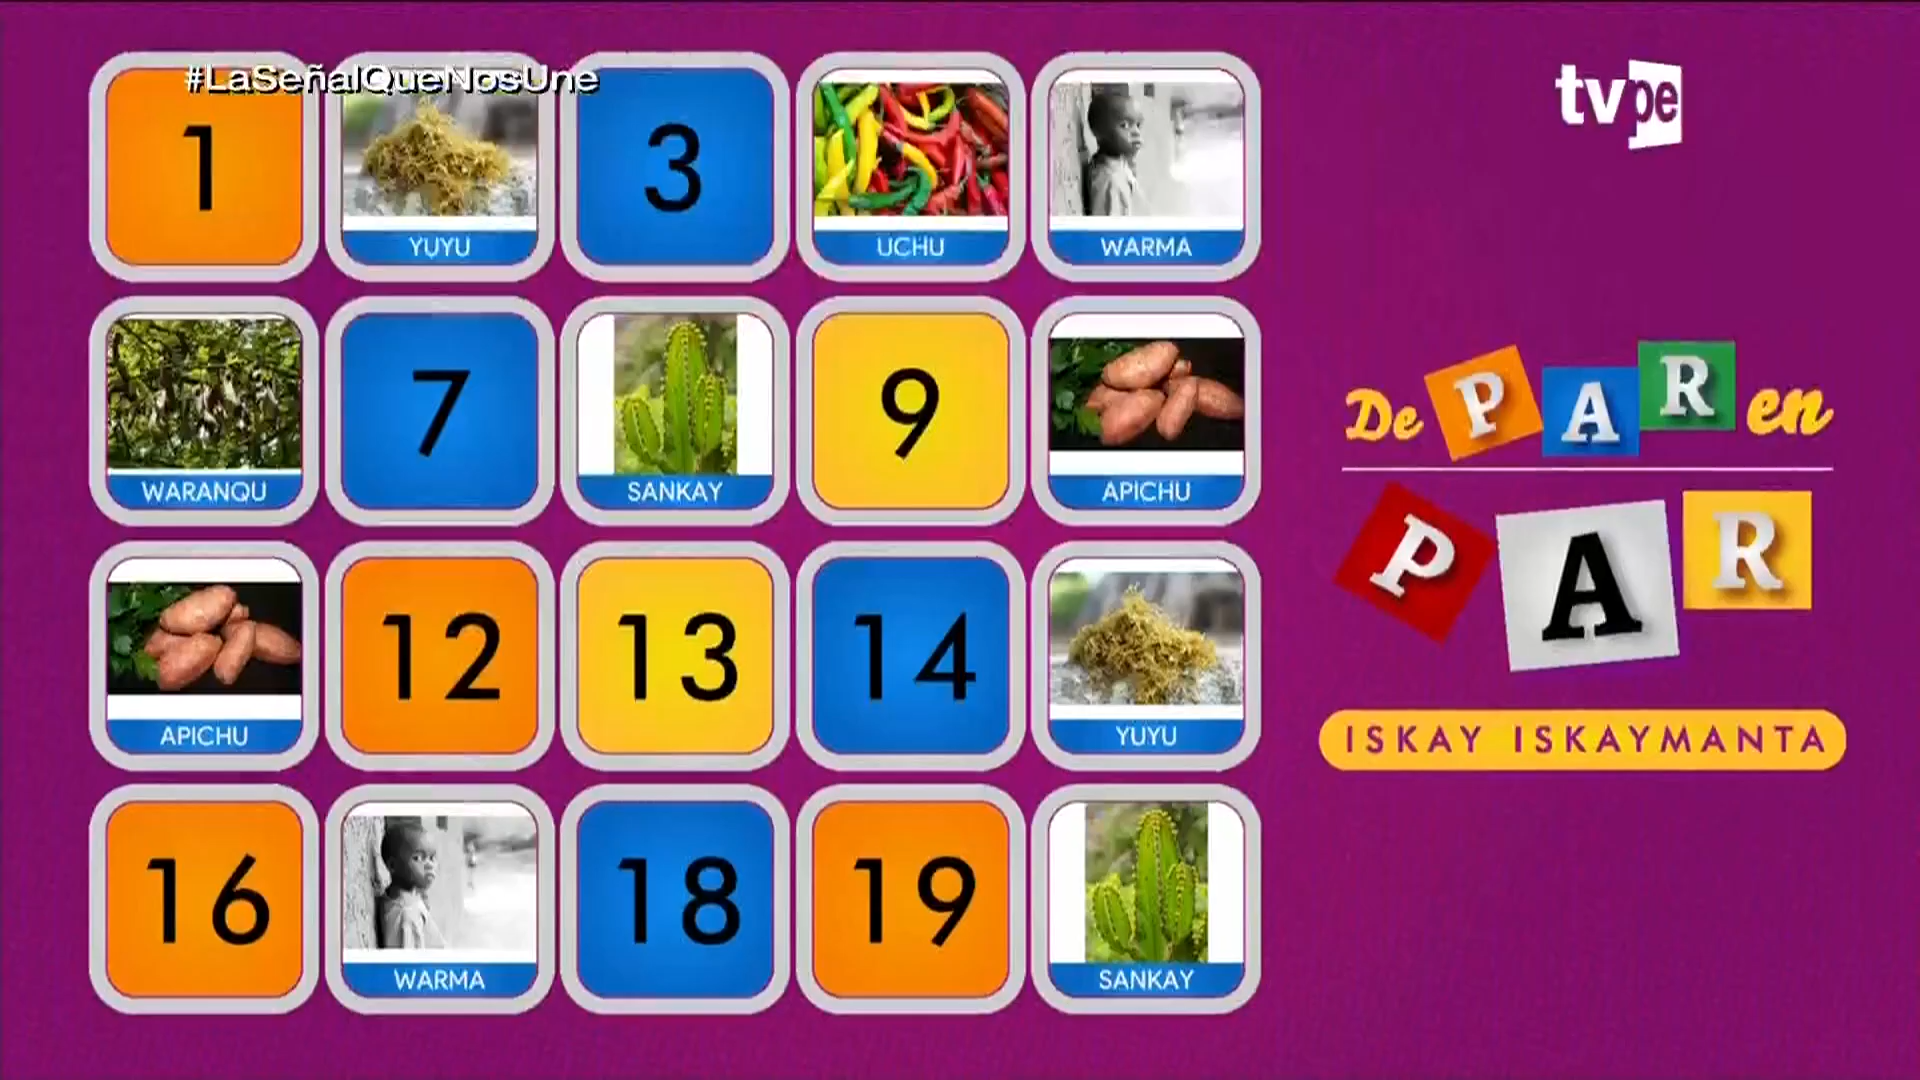 #LaSeñalQueNosUne
tvpe
1
YUYU
3
UCHU
WARMA
WARANQU
7
SANKAY
9
APICHU
APICHU
12
13
14
YUYU
16
WARMA
18
19
SANKAY
De PAR en
PAR
ISKAY ISKAYMANTA